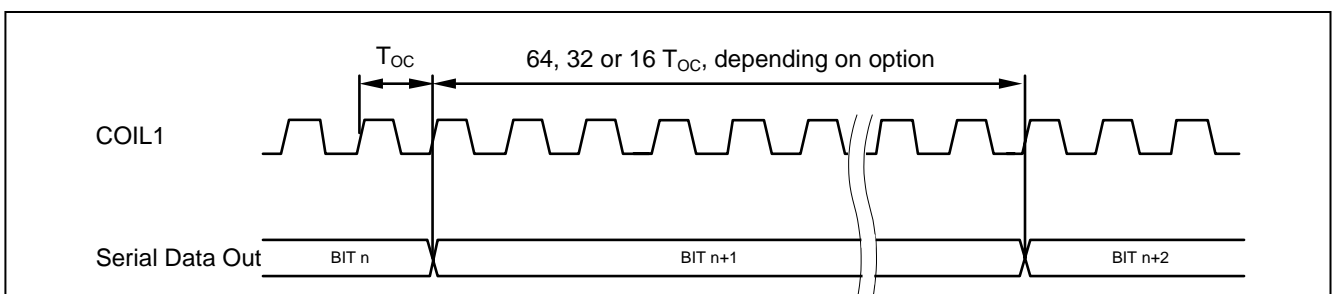 T_OC 64, 32 or 16 T_OC, depending on option
COIL1
Serial Data Out BIT n BIT n+1 BIT n+2